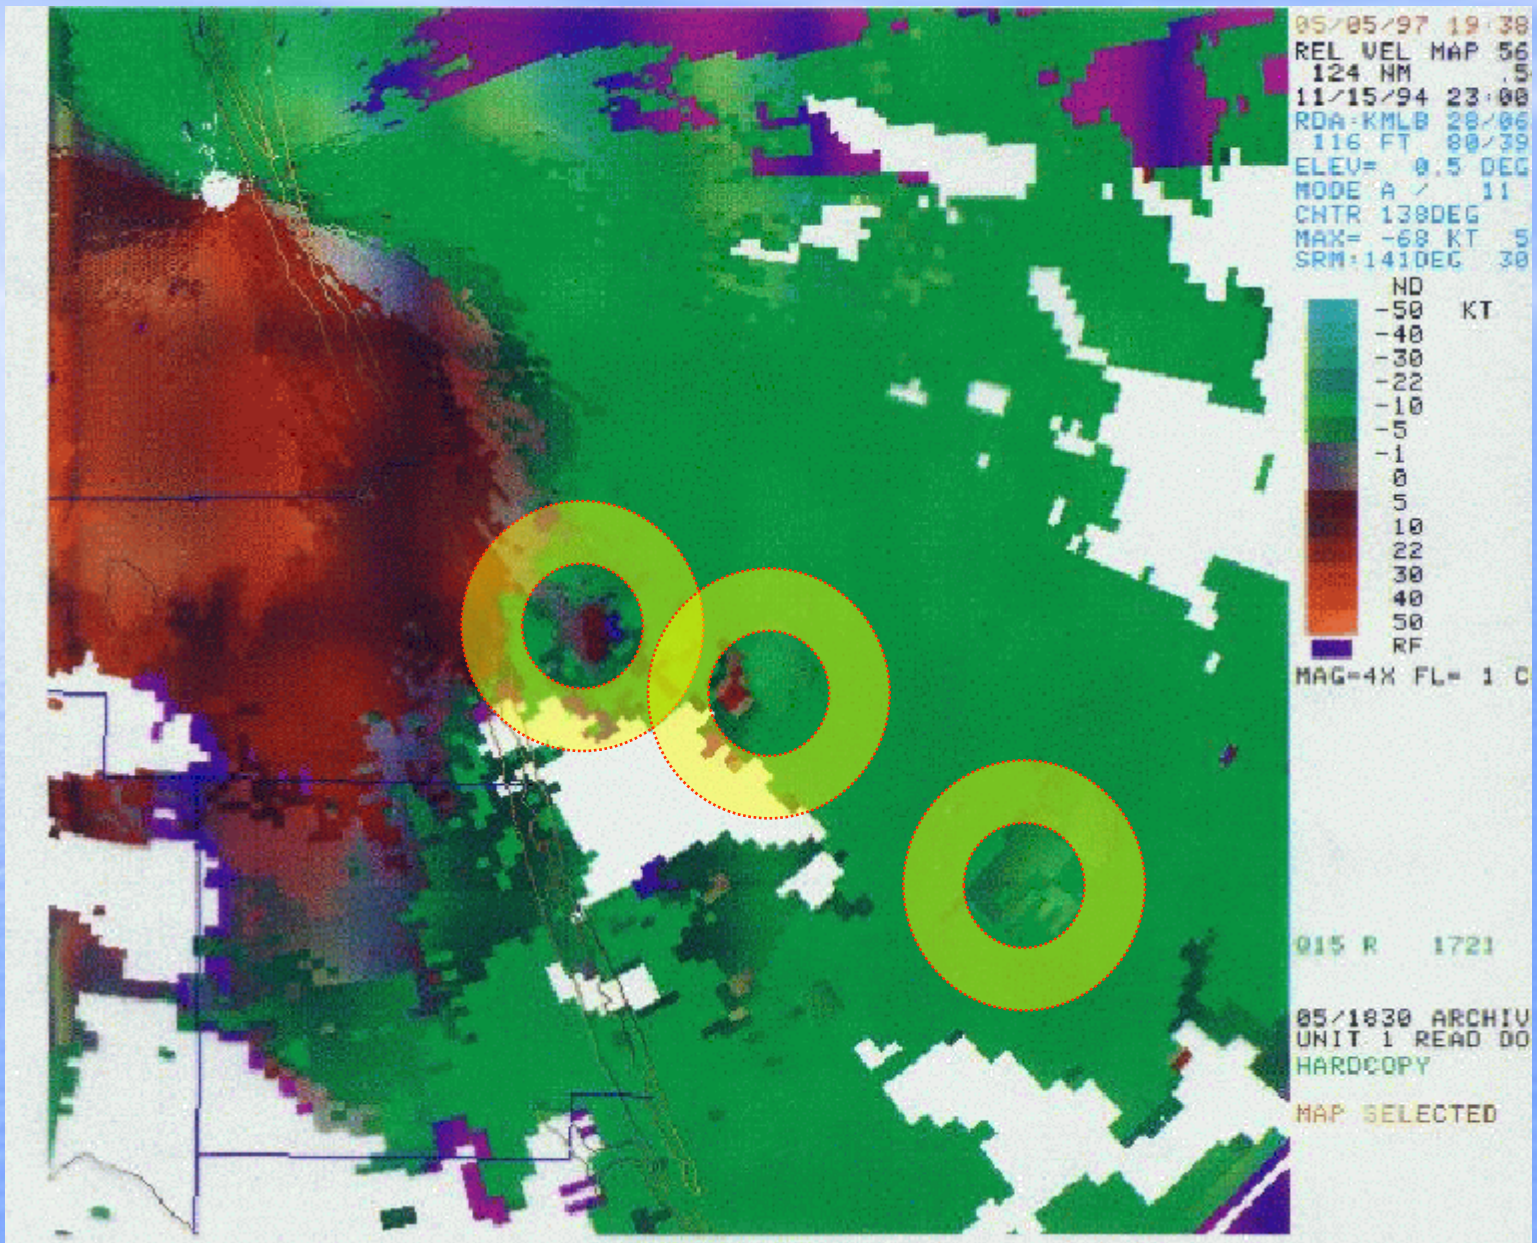 05/05/97 19:38
REL VEL MAP 56
124 NM .5
11/15/94 23:00
RDA:KMLB 28/06
116 FT 80/39
ELEV= 0.5 DEG
MODE A / 11
CNTR 138DEG
MAX= -68 KT 5
SRM:141DEG 30
ND
-50 KT
-40
-30
-22
-10
-5
-1
0
5
10
22
30
40
50
RF
MAG=4X FL= 1 C
015 R 1721
05/1830 ARCHIV
UNIT 1 READ DO
HARDCOPY
MAP SELECTED